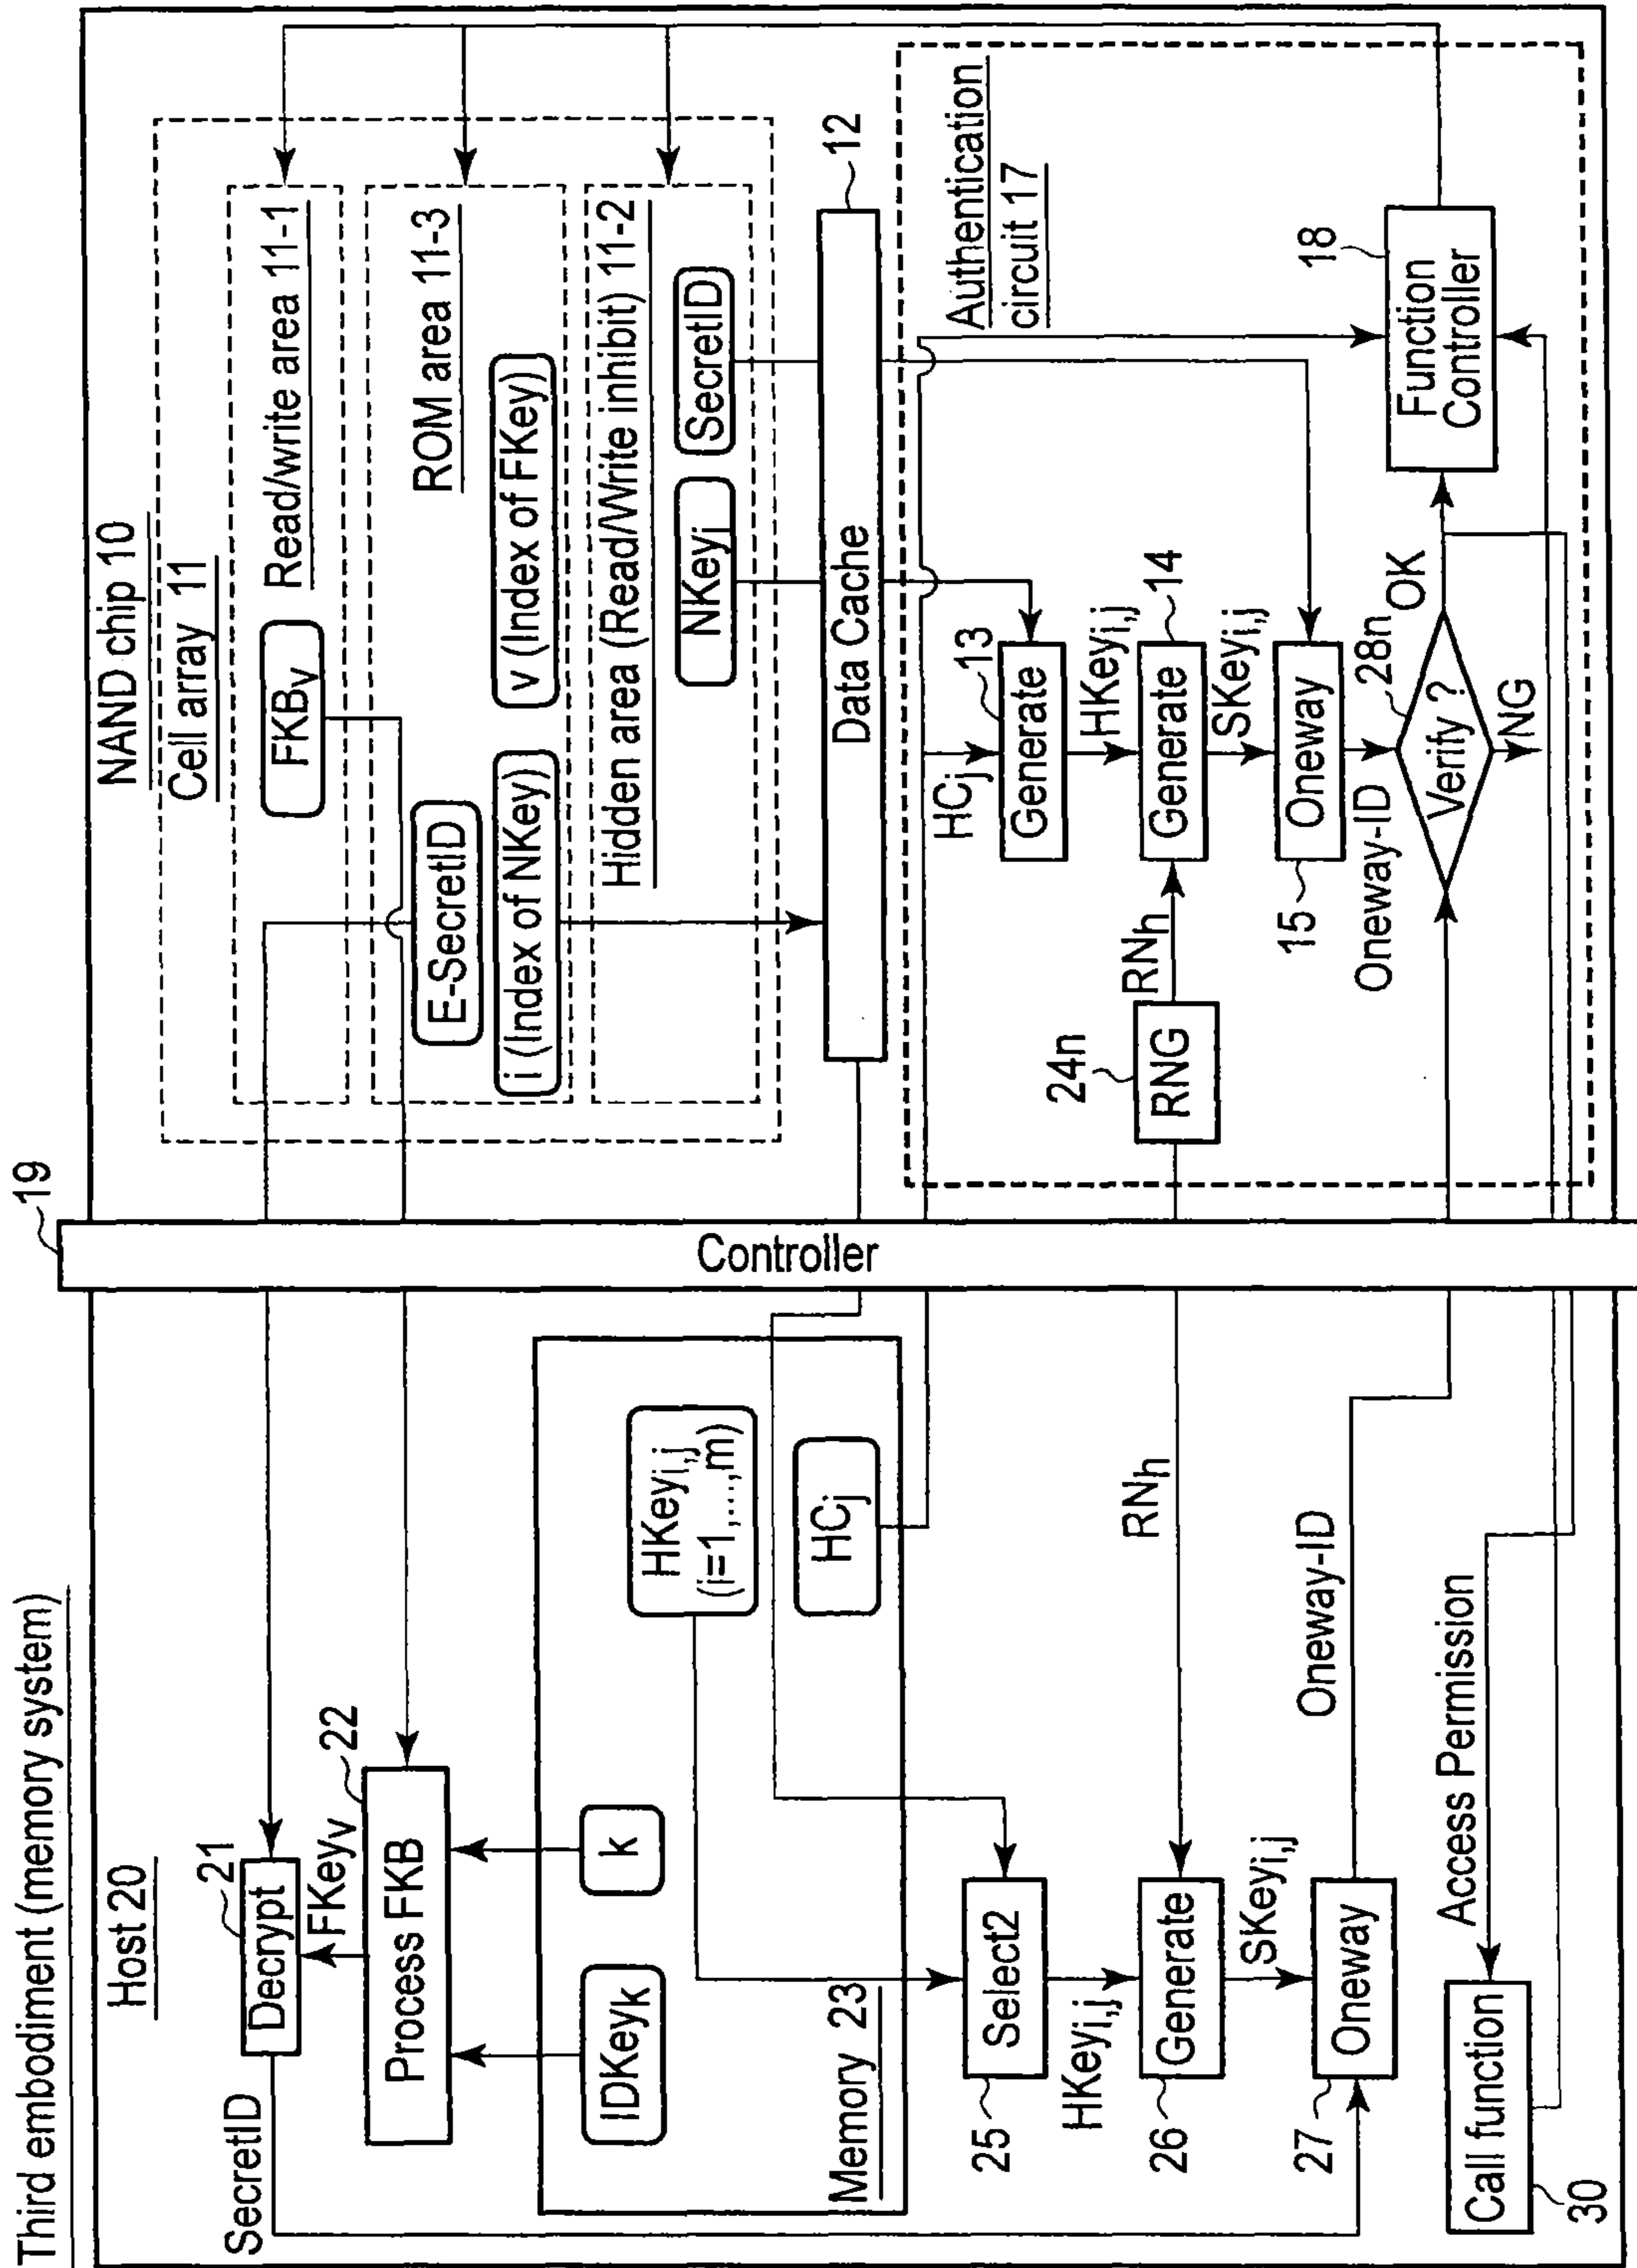 Third embodiment (memory system)
19
Host 20
21
Decrypt
SecretID
FKeyv
22
Process FKB
IDKeyk
k
HKeyi,j
(i=1,...,m)
HCj
Memory 23
25
Select2
HKeyi,j
RNh
26
Generate
SKeyi,j
27
Oneway
Oneway-ID
Access Permission
Call function
30
Controller
NAND chip 10
Cell array 11
FKBv
Read/write area 11-1
E-SecretID
ROM area 11-3
i (Index of NKey)
v (Index of FKey)
Hidden area (Read/Write inhibit) 11-2
NKeyi
SecretID
Data Cache
12
Authentication
circuit 17
HCj
13
Generate
HKeyi,j
24n
RNG
RNh
Generate
14
SKeyi,j
15
Oneway
Oneway-ID
28n
Verify ?
OK
NG
18
Function
Controller